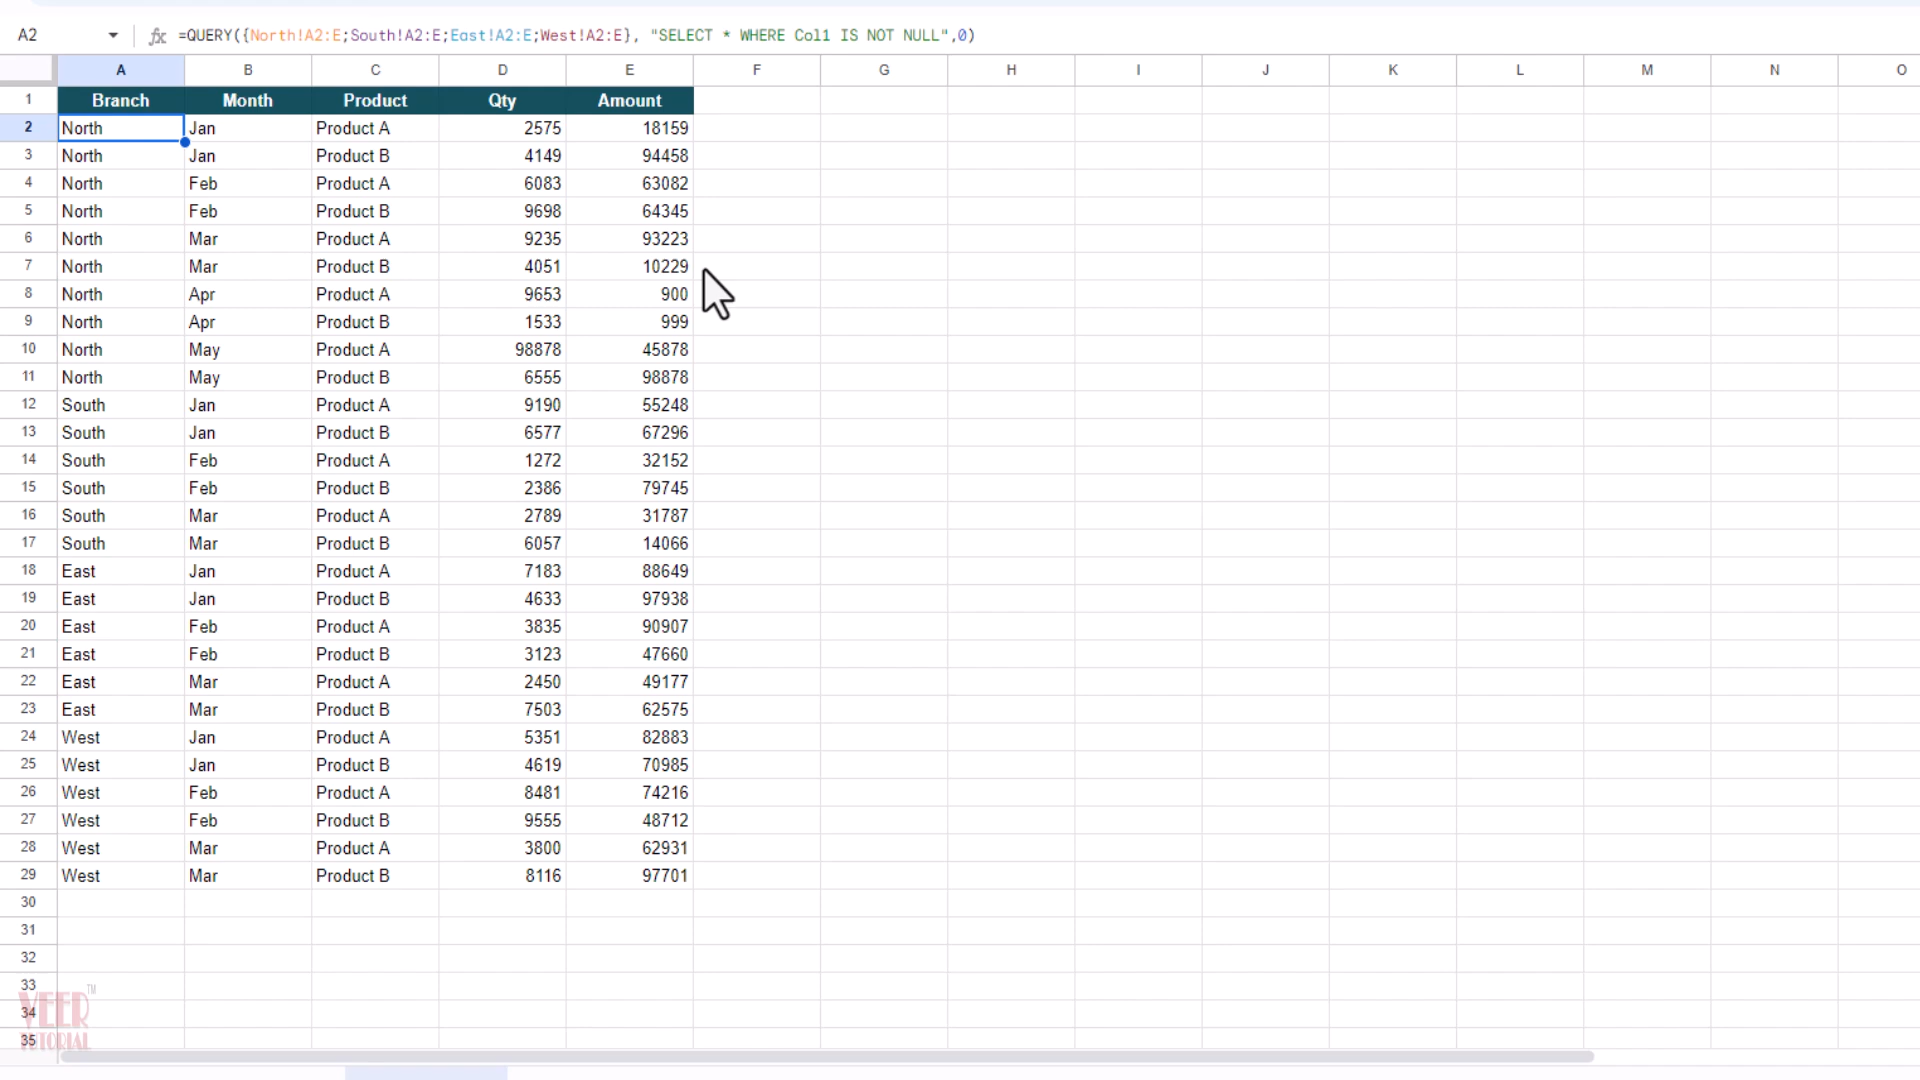 A2 fx =QUERY({North!A2:E;South!A2:E;East!A2:E;West!A2:E}, "SELECT * WHERE Col1 IS NOT NULL",0)
A B C D E F G H I J K L M N O
1 Branch Month Product Qty Amount
2 North Jan Product A 2575 18159
3 North Jan Product B 4149 94458
4 North Feb Product A 6083 63082
5 North Feb Product B 9698 64345
6 North Mar Product A 9235 93223
7 North Mar Product B 4051 10229
8 North Apr Product A 9653 900
9 North Apr Product B 1533 999
10 North May Product A 98878 45878
11 North May Product B 6555 98878
12 South Jan Product A 9190 55248
13 South Jan Product B 6577 67296
14 South Feb Product A 1272 32152
15 South Feb Product B 2386 79745
16 South Mar Product A 2789 31787
17 South Mar Product B 6057 14066
18 East Jan Product A 7183 88649
19 East Jan Product B 4633 97938
20 East Feb Product A 3835 90907
21 East Feb Product B 3123 47660
22 East Mar Product A 2450 49177
23 East Mar Product B 7503 62575
24 West Jan Product A 5351 82883
25 West Jan Product B 4619 70985
26 West Feb Product A 8481 74216
27 West Feb Product B 9555 48712
28 West Mar Product A 3800 62931
29 West Mar Product B 8116 97701
30
31
32
33
34
35
VEER TM
TUTORIAL